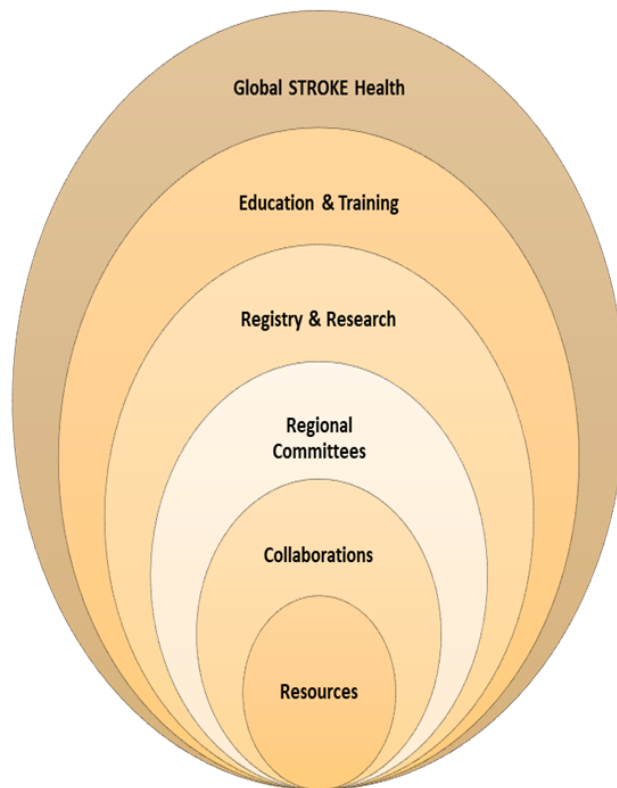 Global STROKE Health
Education & Training
Registry & Research
Regional
Committees
Collaborations
Resources